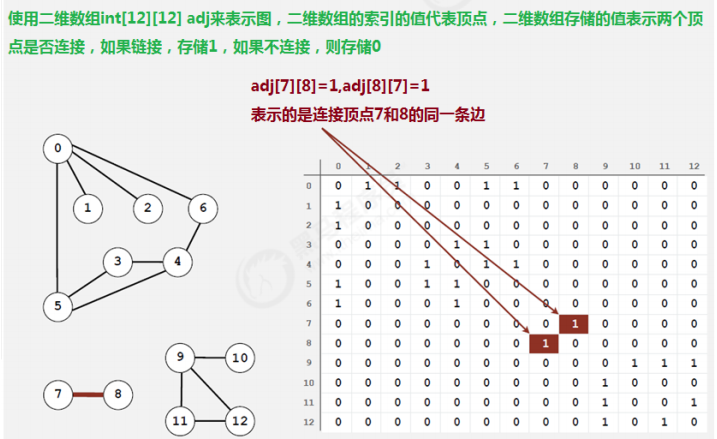 使用二维数组int[12][12] adj来表示图，二维数组的索引的值代表顶点，二维数组存储的值表示两个顶
点是否连接，如果链接，存储1，如果不连接，则存储0
adj[7][8]=1,adj[8][7]=1
表示的是连接顶点7和8的同一条边
0
1
2
6
3
4
5
9
10
7
8
11
12
0 1 2 3 4 5 6 7 8 9 10 11 12
0 0 1 1 0 0 1 1 0 0 0 0 0 0
1 1 0 0 0 0 0 0 0 0 0 0 0 0
2 1 0 0 0 0 0 0 0 0 0 0 0 0
3 0 0 0 0 1 1 0 0 0 0 0 0 0
4 0 0 0 1 0 1 1 0 0 0 0 0 0
5 1 0 0 1 1 0 0 0 0 0 0 0 0
6 1 0 0 0 1 0 0 0 0 0 0 0 0
7 0 0 0 0 0 0 0 0 1 0 0 0 0
8 0 0 0 0 0 0 0 1 0 0 0 0 0
9 0 0 0 0 0 0 0 0 0 0 1 1 1
10 0 0 0 0 0 0 0 0 0 1 0 0 0
11 0 0 0 0 0 0 0 0 0 1 0 0 1
12 0 0 0 0 0 0 0 0 0 1 0 1 0